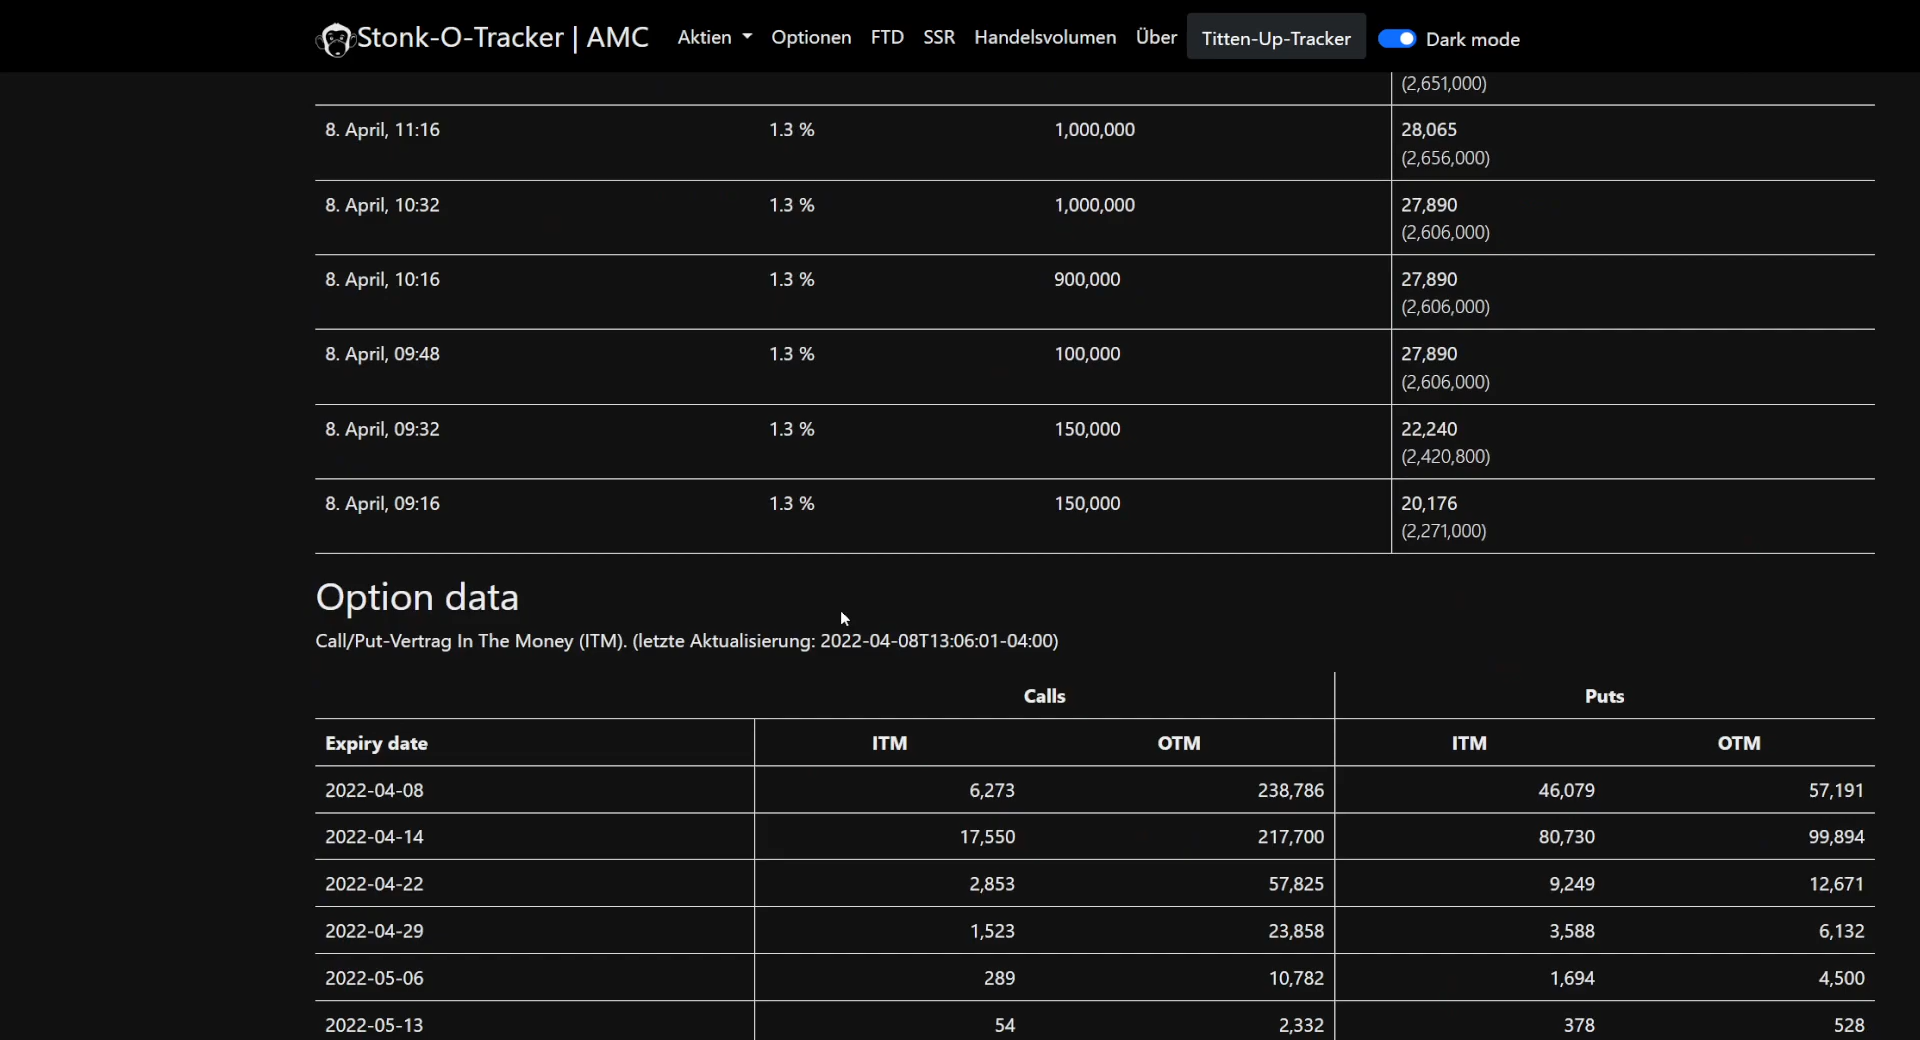 Stonk-O-Tracker | AMC Aktien Optionen FTD SSR Handelsvolumen Über Titten-Up-Tracker Dark mode
(2,651,000)
8. April, 11:16 1.3 % 1,000,000 28,065
(2,656,000)
8. April, 10:32 1.3 % 1,000,000 27,890
(2,606,000)
8. April, 10:16 1.3 % 900,000 27,890
(2,606,000)
8. April, 09:48 1.3 % 100,000 27,890
(2,606,000)
8. April, 09:32 1.3 % 150,000 22,240
(2,420,800)
8. April, 09:16 1.3 % 150,000 20,176
(2,271,000)
Option data
Call/Put-Vertrag In The Money (ITM). (letzte Aktualisierung: 2022-04-08T13:06:01-04:00)
Calls Puts
Expiry date ITM OTM ITM OTM
2022-04-08 6,273 238,786 46,079 57,191
2022-04-14 17,550 217,700 80,730 99,894
2022-04-22 2,853 57,825 9,249 12,671
2022-04-29 1,523 23,858 3,588 6,132
2022-05-06 289 10,782 1,694 4,500
2022-05-13 54 2,332 378 528